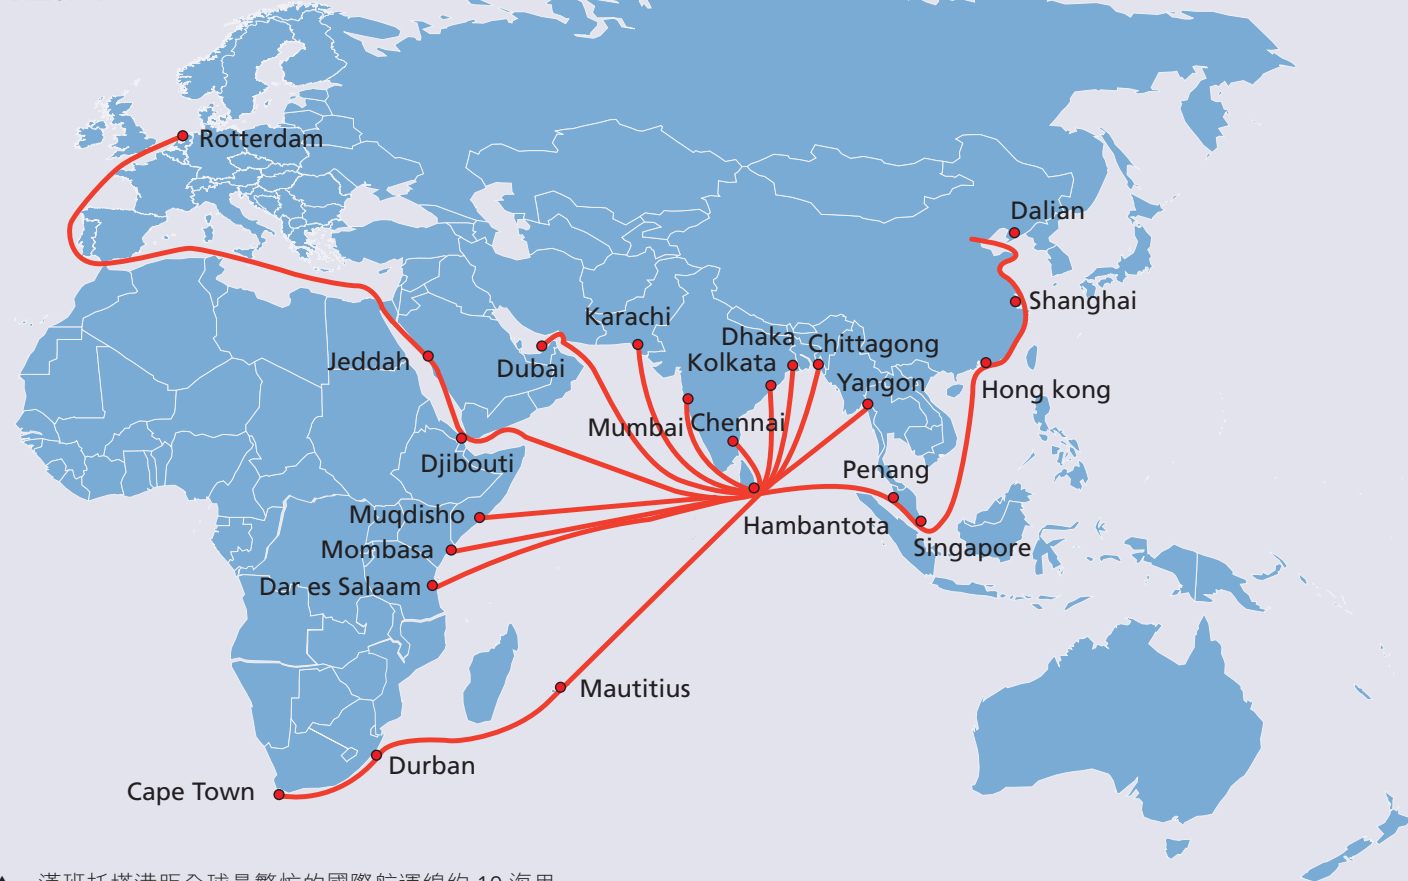 Rotterdam
Dalian
Shanghai
Karachi
Dhaka
Chittagong
Jeddah
Dubai
Kolkata
Yangon
Hong kong
Mumbai
Chennai
Djibouti
Penang
Muqdisho
Hambantota
Mombasa
Singapore
Dar es Salaam
Mautitius
Durban
Cape Town